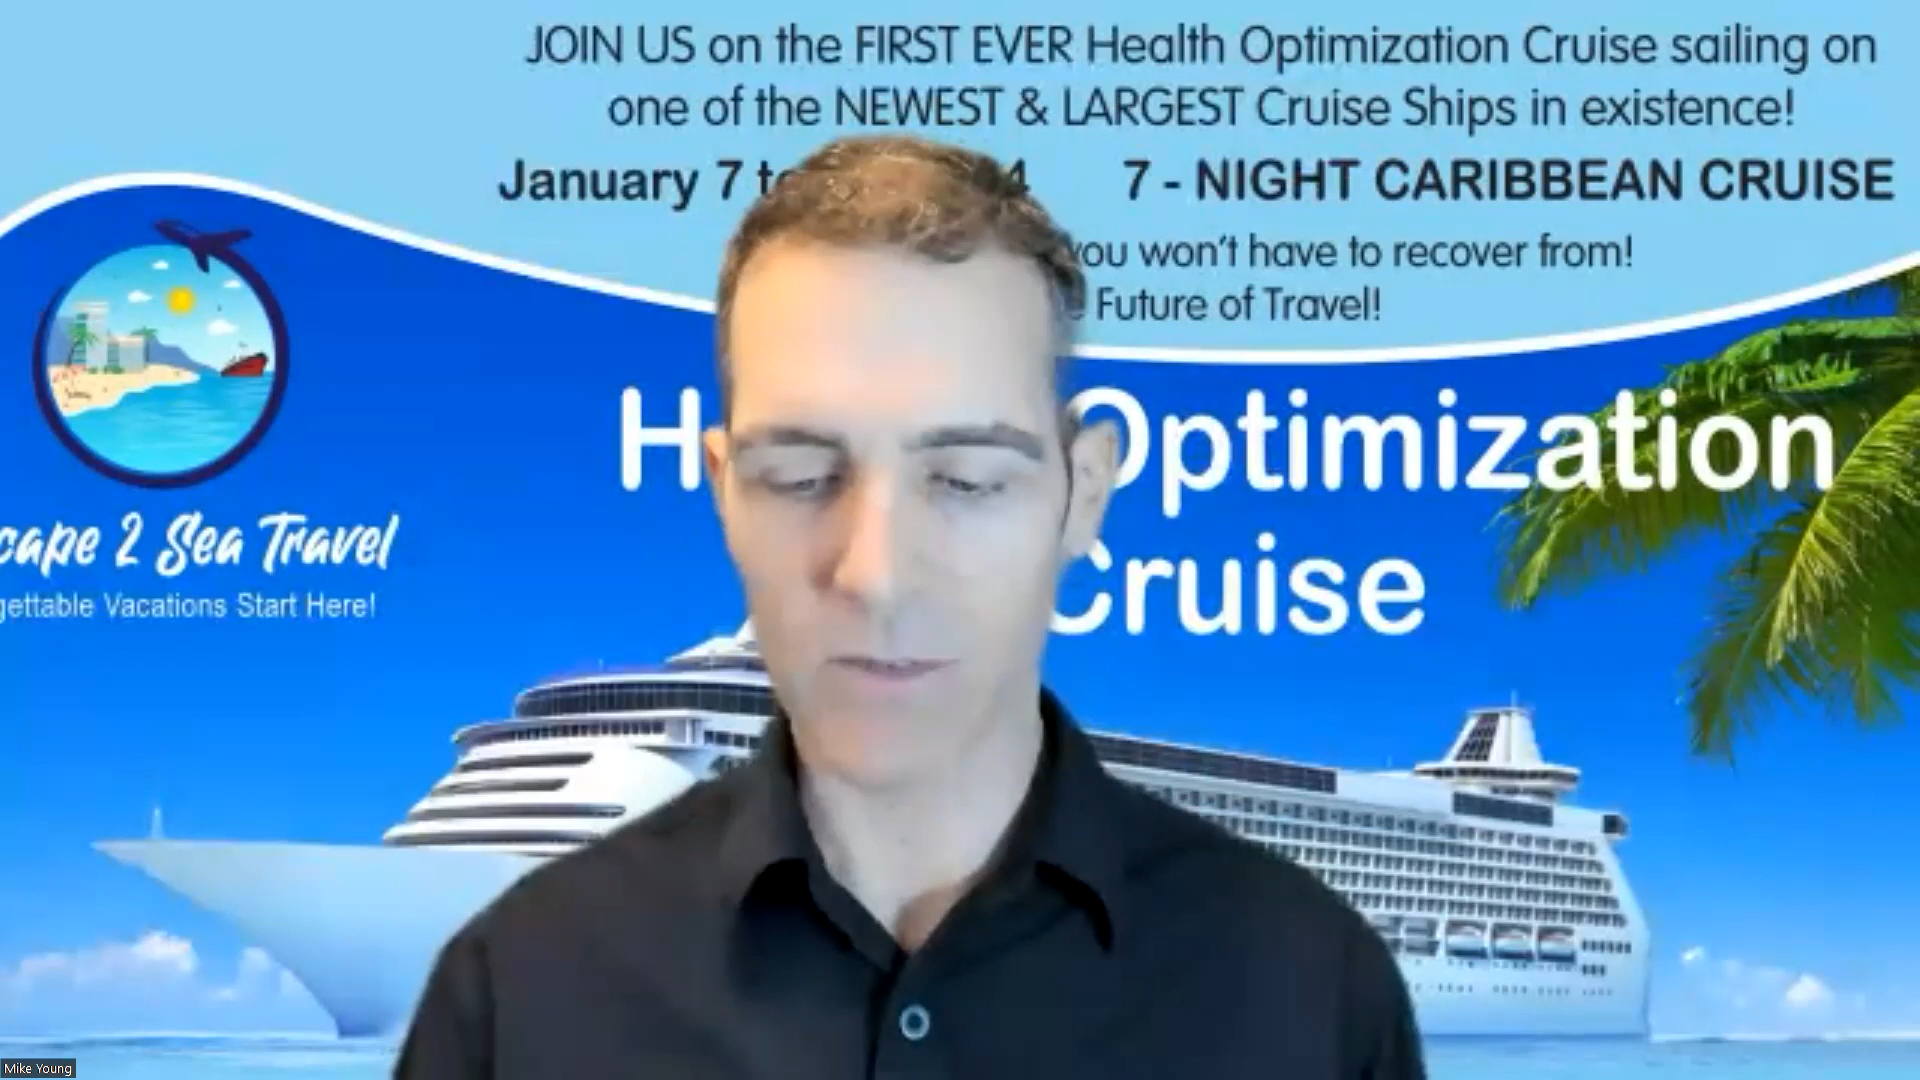 JOIN US on the FIRST EVER Health Optimization Cruise sailing on
one of the NEWEST & LARGEST Cruise Ships in existence!
January 7 4 7 - NIGHT CARIBBEAN CRUISE
you won't have to recover from!
Future of Travel!
Optimization
Cruise
cape 2 Sea Travel
gettable Vacations Start Here!
Mike Young